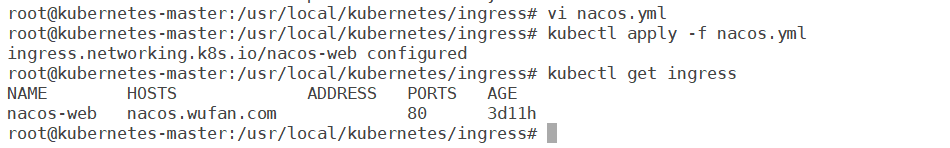 root@kubernetes-master:/usr/local/kubernetes/ingress# vi nacos.yml
root@kubernetes-master:/usr/local/kubernetes/ingress# kubectl apply -f nacos.yml
ingress.networking.k8s.io/nacos-web configured
root@kubernetes-master:/usr/local/kubernetes/ingress# kubectl get ingress
NAME        HOSTS             ADDRESS   PORTS   AGE
nacos-web   nacos.wufan.com             80      3d11h
root@kubernetes-master:/usr/local/kubernetes/ingress#